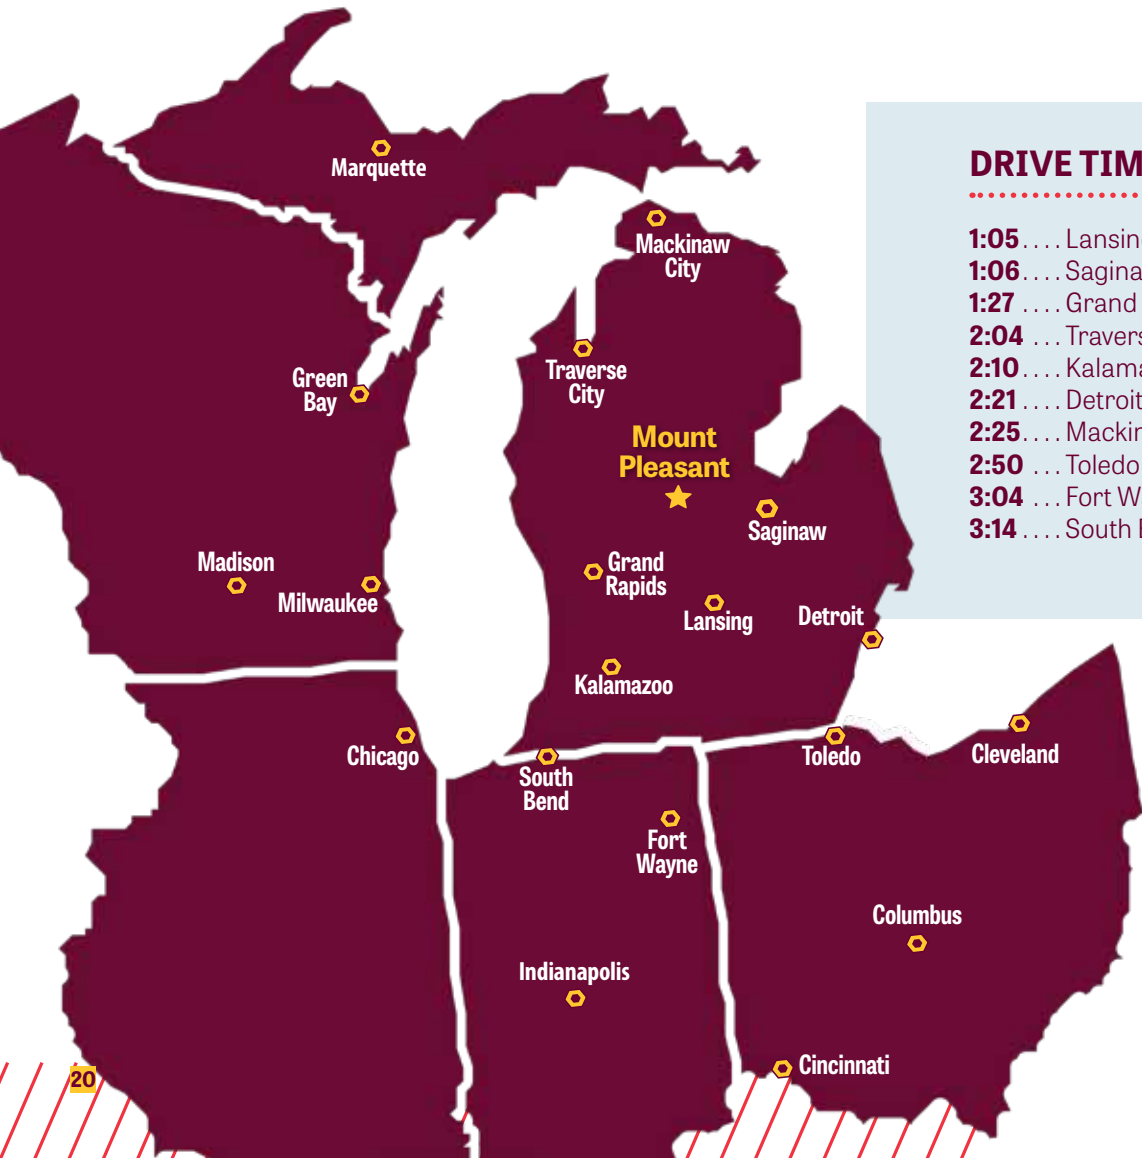 Marquette
Mackinaw
City
Green
Bay
Traverse
City
Mount
Pleasant
Saginaw
Madison
Milwaukee
Grand
Rapids
Lansing
Detroit
Kalamazoo
Chicago
South
Bend
Toledo
Cleveland
Fort
Wayne
Columbus
Indianapolis
Cincinnati
20
DRIVE TIM
1:05 .... Lansin
1:06 .... Sagina
1:27 .... Grand
2:04 ... Travers
2:10 .... Kalama
2:21 .... Detroit
2:25 .... Mackin
2:50 ... Toledo
3:04 ... Fort W
3:14 .... South B